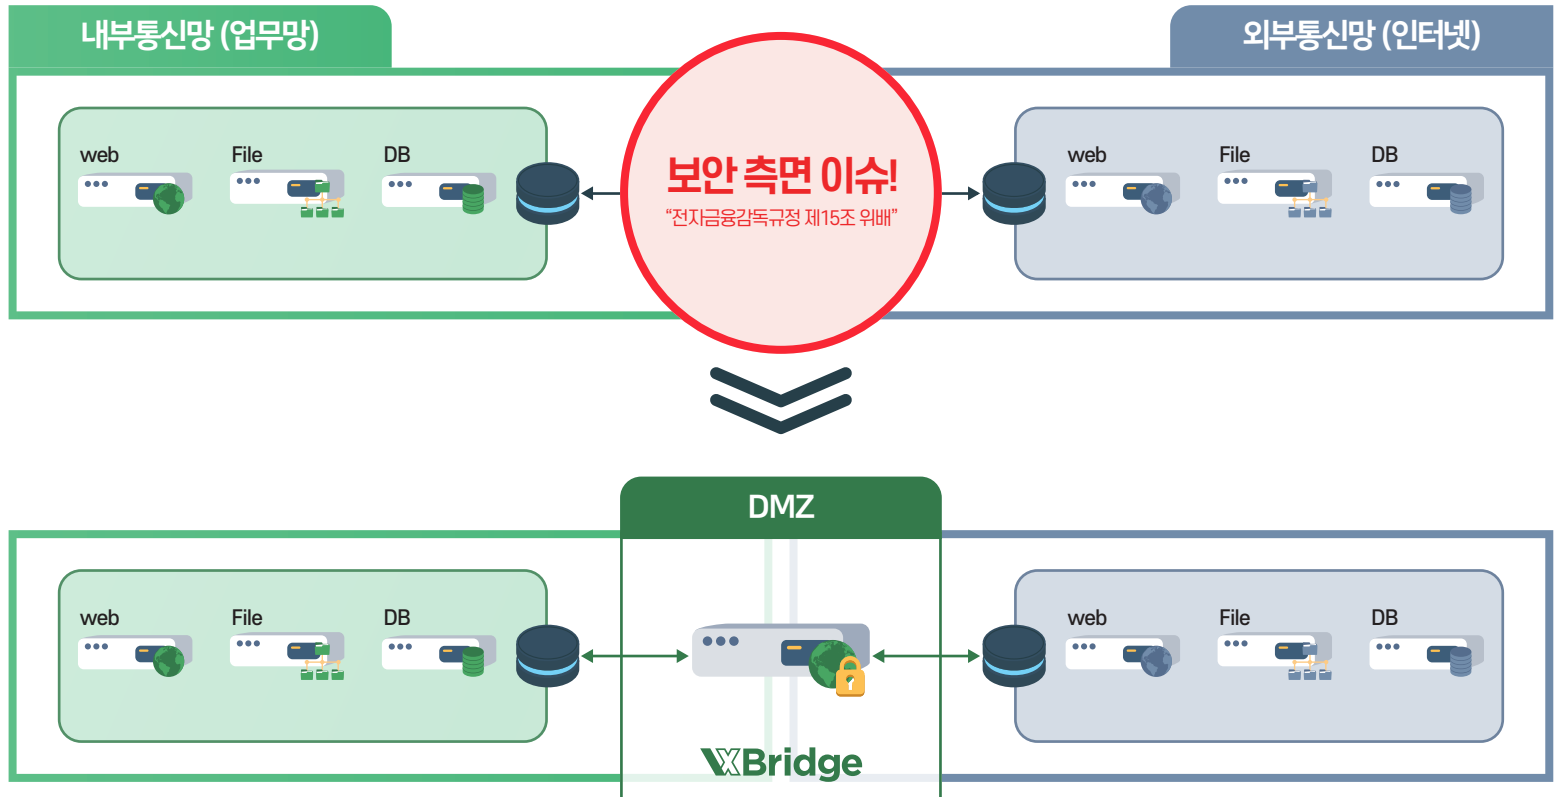 내부통신망 (업무망)
외부통신망 (인터넷)
web File DB
보안 측면 이슈!
“전자금융감독규정 제15조 위배”
web File DB
DMZ
web File DB
web File DB
VXBridge